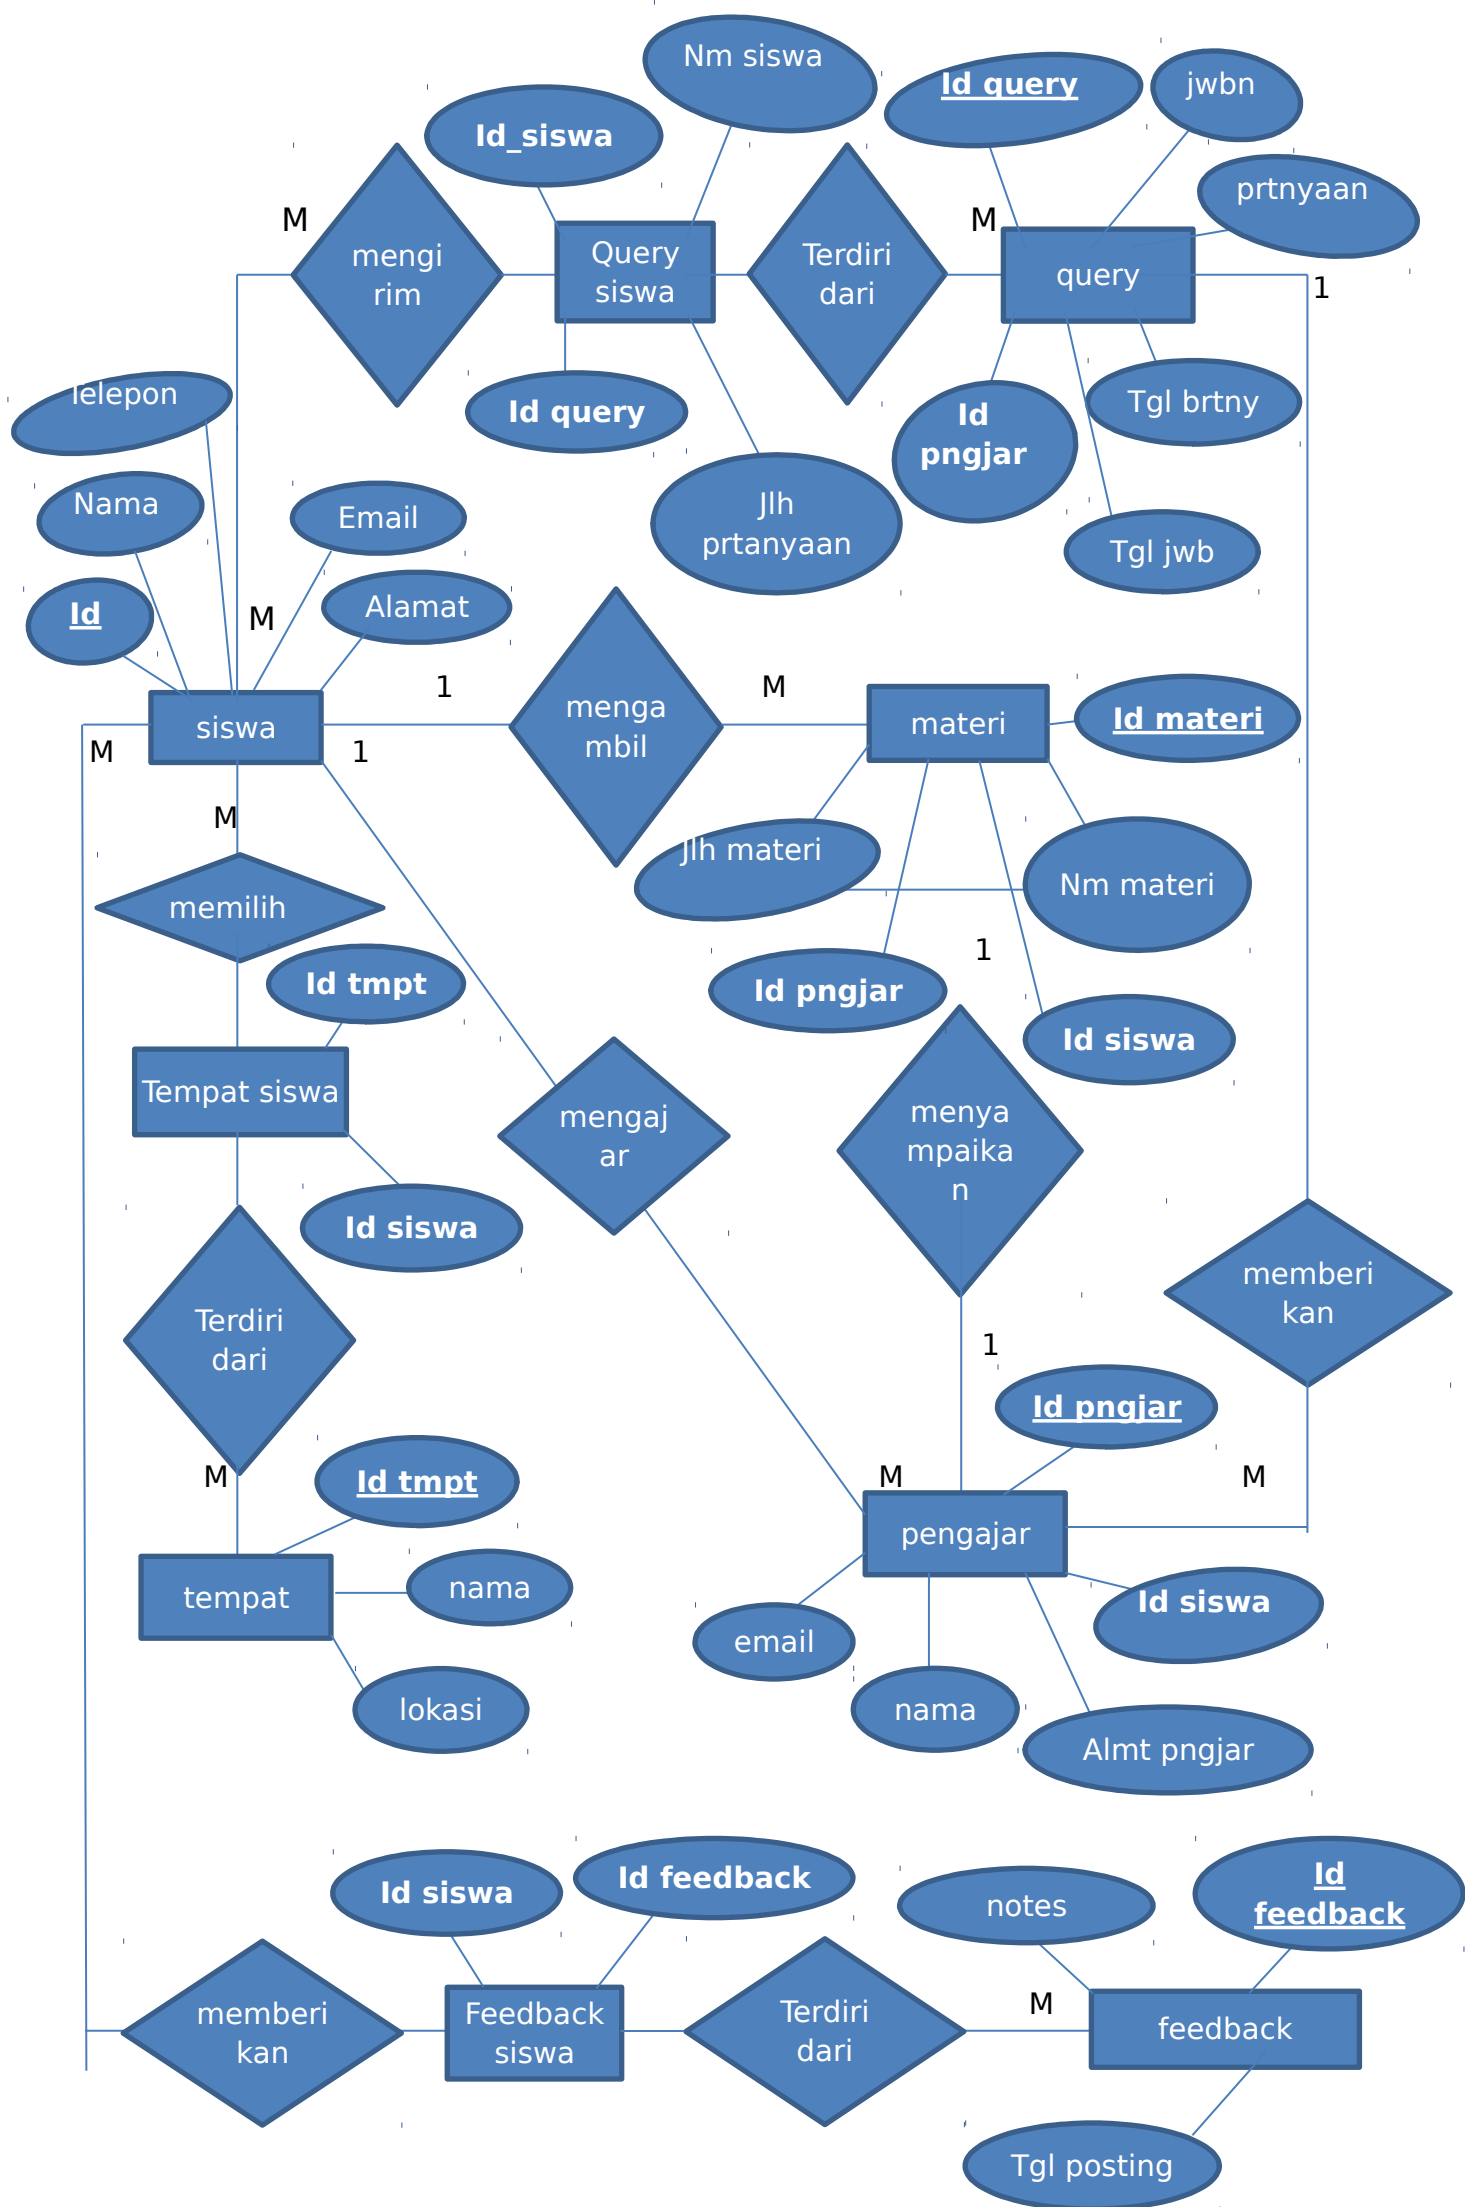 Nm siswa
Id query
jwbn
Id_siswa
prtnyaan
M
M
mengi
rim
Query
siswa
Terdiri
dari
query
1
Telepon
Id query
Id
pngjar
Tgl brtny
Nama
Email
Jlh
prtanyaan
Tgl jwb
Id
M
Alamat
1
M
menga
mbil
siswa
materi
Id materi
M
1
M
Jlh materi
Nm materi
memilih
1
Id tmpt
Id pngjar
Id siswa
Tempat siswa
mengaj
ar
menya
mpaika
n
Id siswa
memberi
kan
Terdiri
dari
1
Id pngjar
M
Id tmpt
M
M
pengajar
tempat
nama
Id siswa
email
lokasi
nama
Almt pngjar
Id siswa
Id feedback
notes
Id
feedback
memberi
kan
Feedback
siswa
Terdiri
dari
M
feedback
Tgl posting